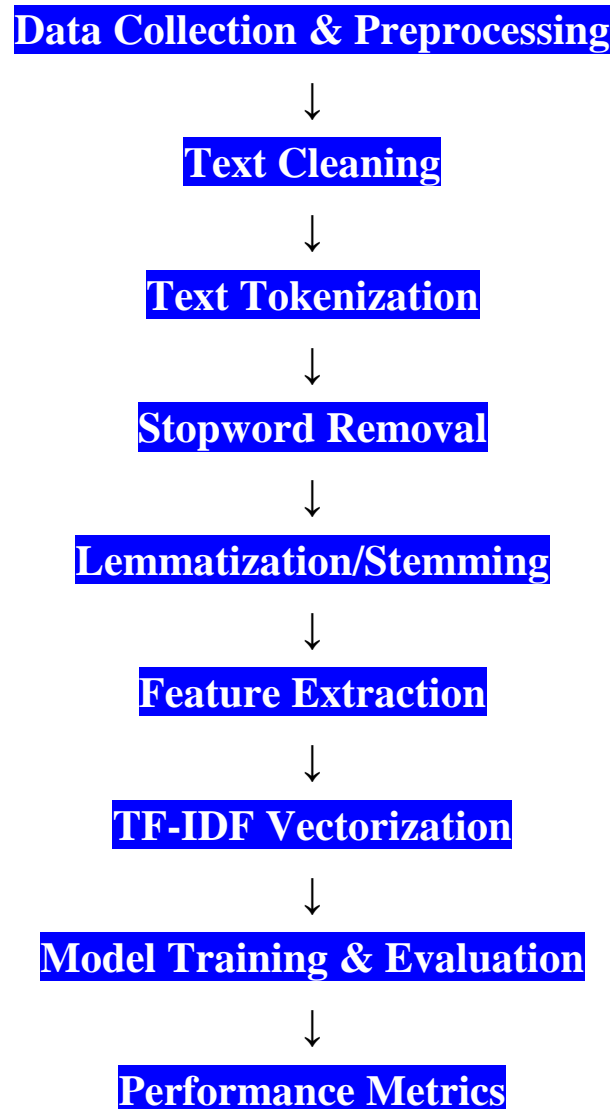 Data Collection & Preprocessing
↓
Text Cleaning
↓
Text Tokenization
↓
Stopword Removal
↓
Lemmatization/Stemming
↓
Feature Extraction
↓
TF-IDF Vectorization
↓
Model Training & Evaluation
↓
Performance Metrics